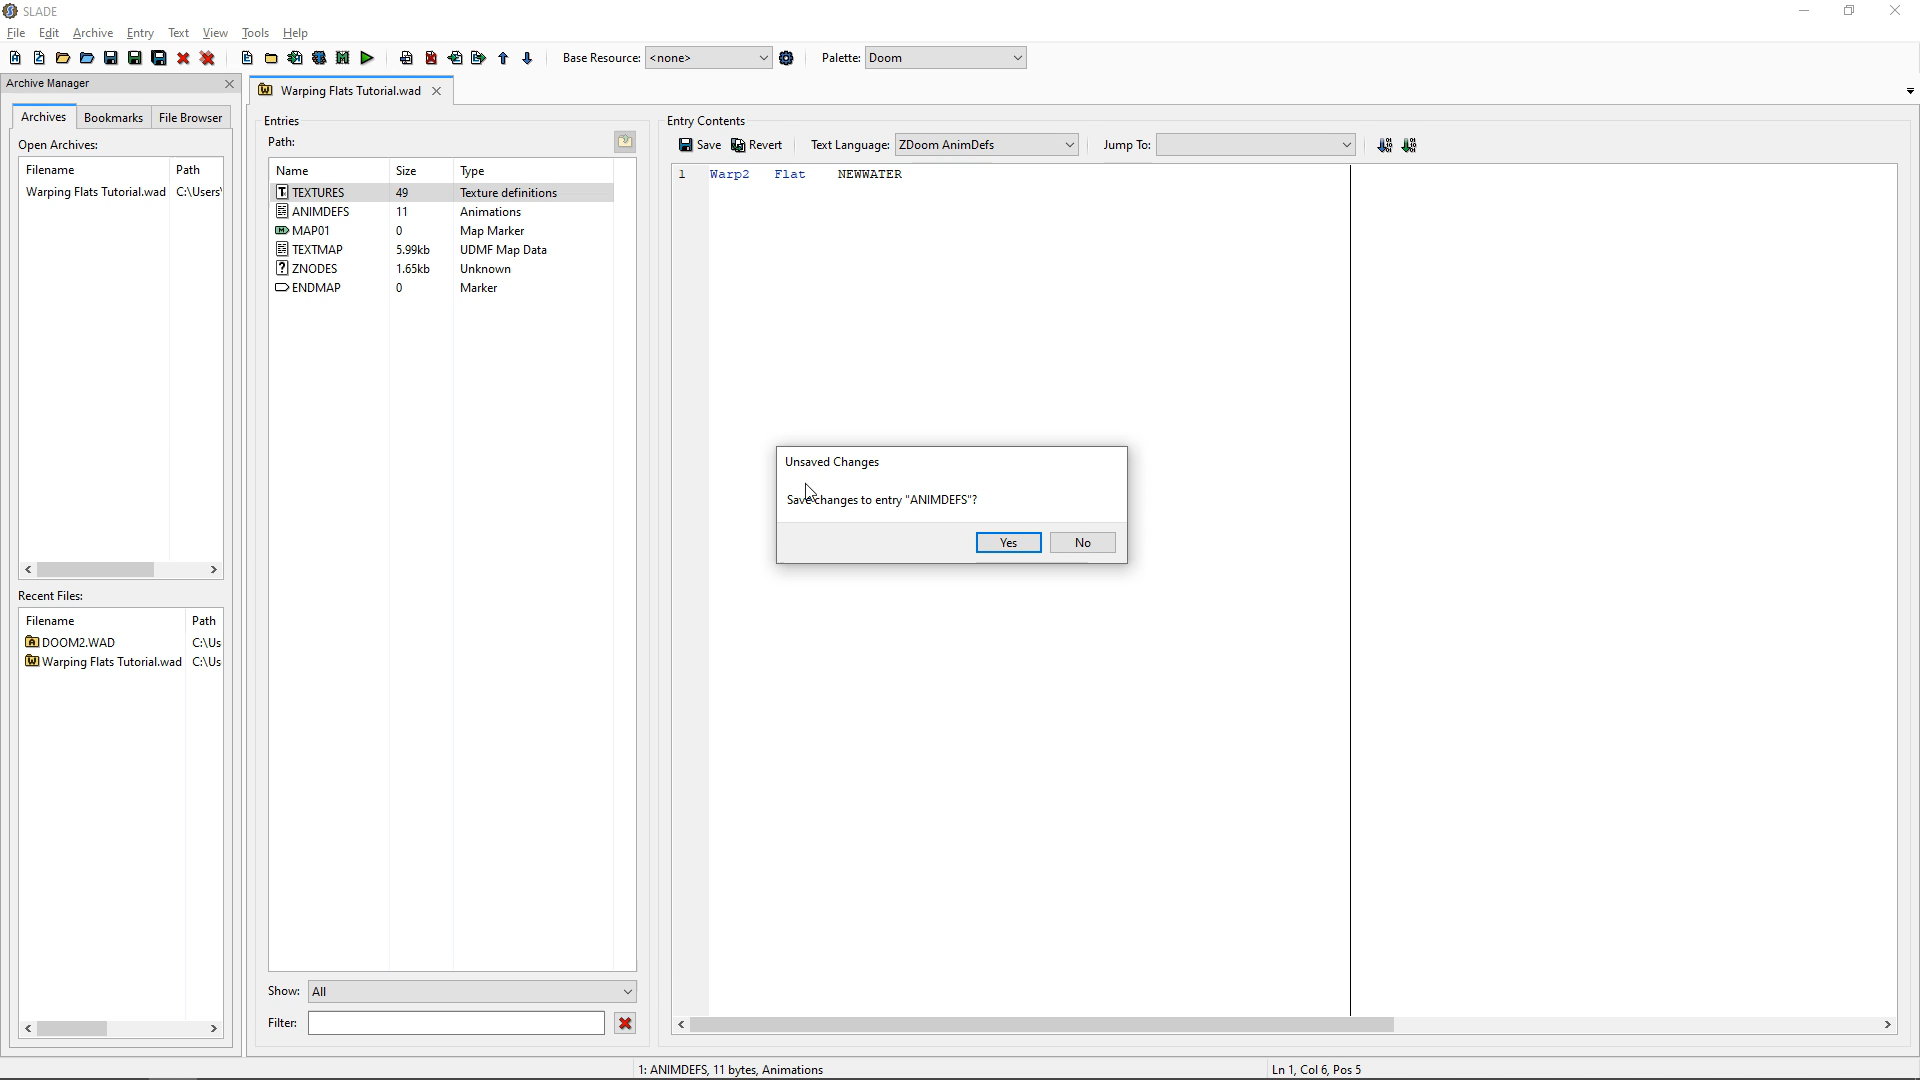 SLADE
File Edit Archive Entry Text View Tools Help
Base Resource: <none> Palette: Doom
Archive Manager
Warping Flats Tutorial.wad
Archives Bookmarks File Browser
Open Archives:
Filename Path
Warping Flats Tutorial.wad C:\Users\
Recent Files:
Filename Path
DOOM2.WAD C:\Us
Warping Flats Tutorial.wad C:\Us
Entries
Path:
Name Size Type
TEXTURES 49 Texture definitions
ANIMDEFS 11 Animations
MAP01 0 Map Marker
TEXTMAP 5.99kb UDMF Map Data
ZNODES 1.65kb Unknown
ENDMAP 0 Marker
Show: All
Filter:
Entry Contents
Save Revert Text Language: ZDoom AnimDefs Jump To:
1 Warp2 Flat NEWWATER
Unsaved Changes
Save changes to entry "ANIMDEFS"?
Yes No
1: ANIMDEFS, 11 bytes, Animations
Ln 1, Col 6, Pos 5